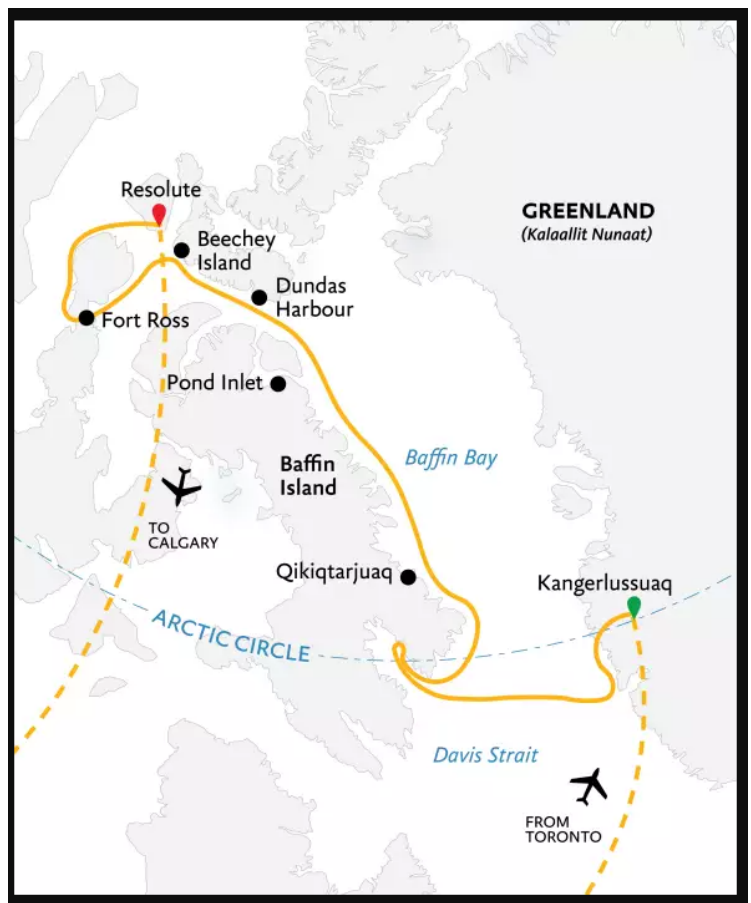 Resolute
GREENLAND
(Kalaallit Nunaat)
Beechey
Island
Dundas
Harbour
Fort Ross
Pond Inlet
Baffin Bay
Baffin
Island
TO
CALGARY
Qikiqtarjuaq
Kangerlussuaq
ARCTIC CIRCLE
Davis Strait
FROM
TORONTO